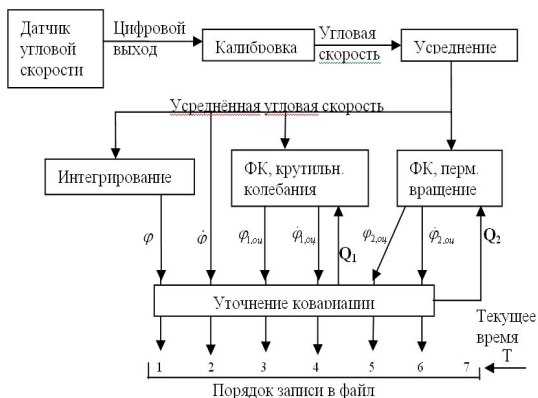 Датчик
угловой
скорости
Цифровой
выход
Калибровка
Угловая
скорость
Усреднение
Усреднённая угловая скорость
Интегрирование
ФК, крутильн.
колебания
ФК, перм.
вращение
φ
φ̇
φ1,оц
φ̇1,оц
Q1
φ2,оц
φ̇2,оц
Q2
Уточнение ковариации
Текущее
время
T
1 2 3 4 5 6 7
Порядок записи в файл